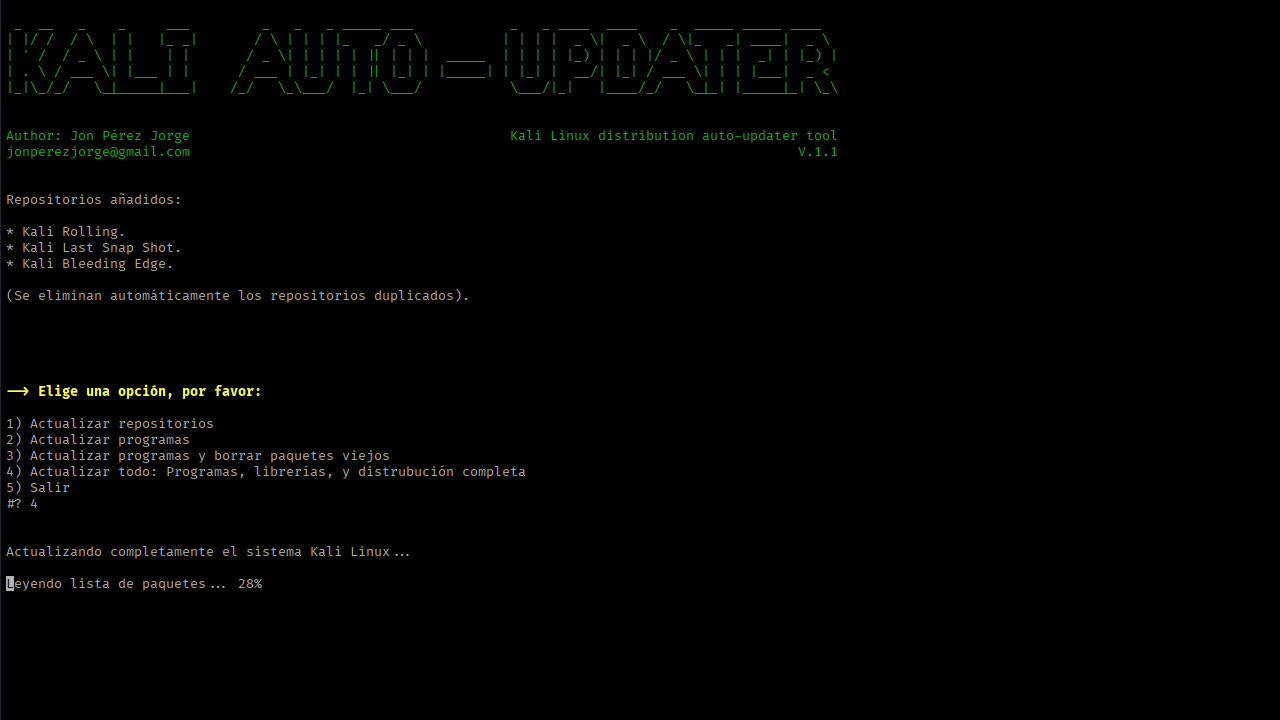 KALI AUTO-UPDATER
Author: Jon Pérez Jorge
Kali Linux distribution auto-updater tool
jonperezjorge@gmail.com
V.1.1
Repositorios añadidos:
* Kali Rolling.
* Kali Last Snap Shot.
* Kali Bleeding Edge.
(Se eliminan automáticamente los repositorios duplicados).
--> Elige una opción, por favor:
1) Actualizar repositorios
2) Actualizar programas
3) Actualizar programas y borrar paquetes viejos
4) Actualizar todo: Programas, librerías, y distrubución completa
5) Salir
#? 4
Actualizando completamente el sistema Kali Linux...
Leyendo lista de paquetes... 28%